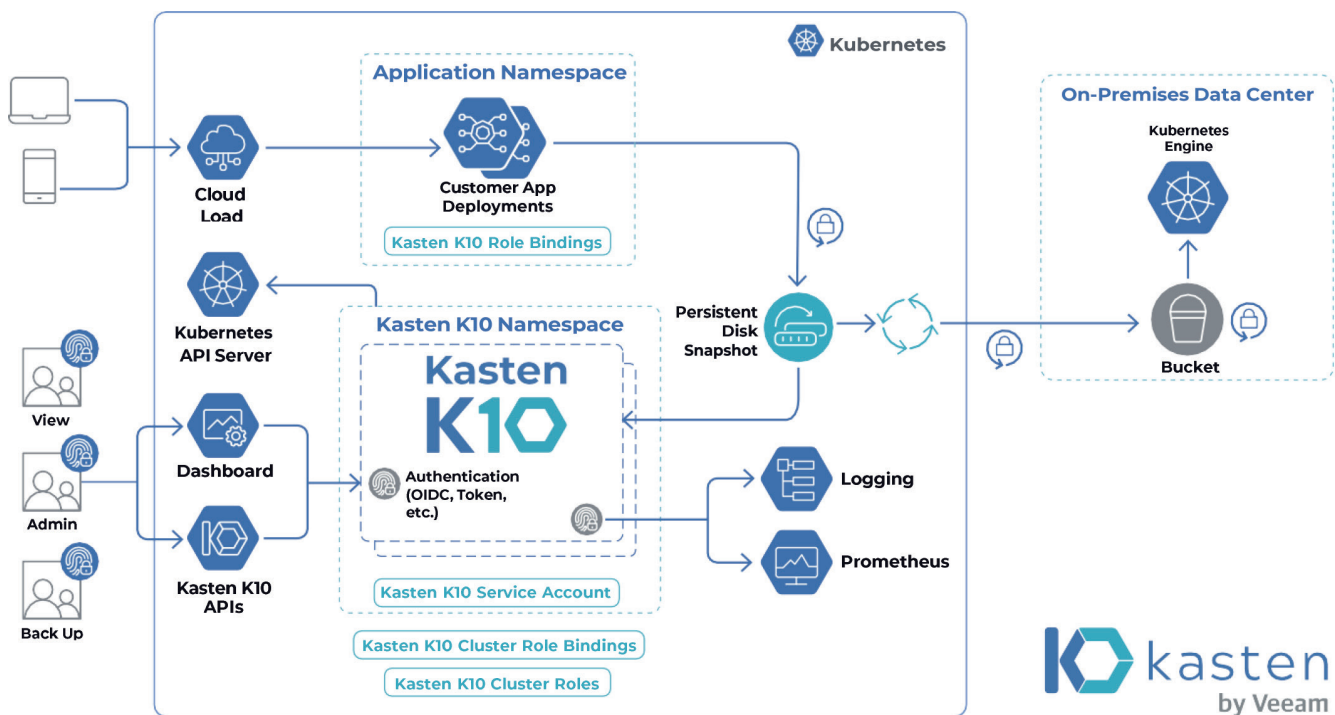 Kubernetes
Application Namespace
Customer App
Deployments
Kasten K10 Role Bindings
Cloud
Load
Kubernetes
API Server
Kasten K10 Namespace
Kasten
K10
Authentication
(OIDC, Token,
etc.)
Kasten K10 Service Account
Kasten K10 Cluster Role Bindings
Kasten K10 Cluster Roles
View
Admin
Back Up
Dashboard
Kasten K10
APIs
Persistent
Disk
Snapshot
Logging
Prometheus
On-Premises Data Center
Kubernetes
Engine
Bucket
kasten
by Veeam